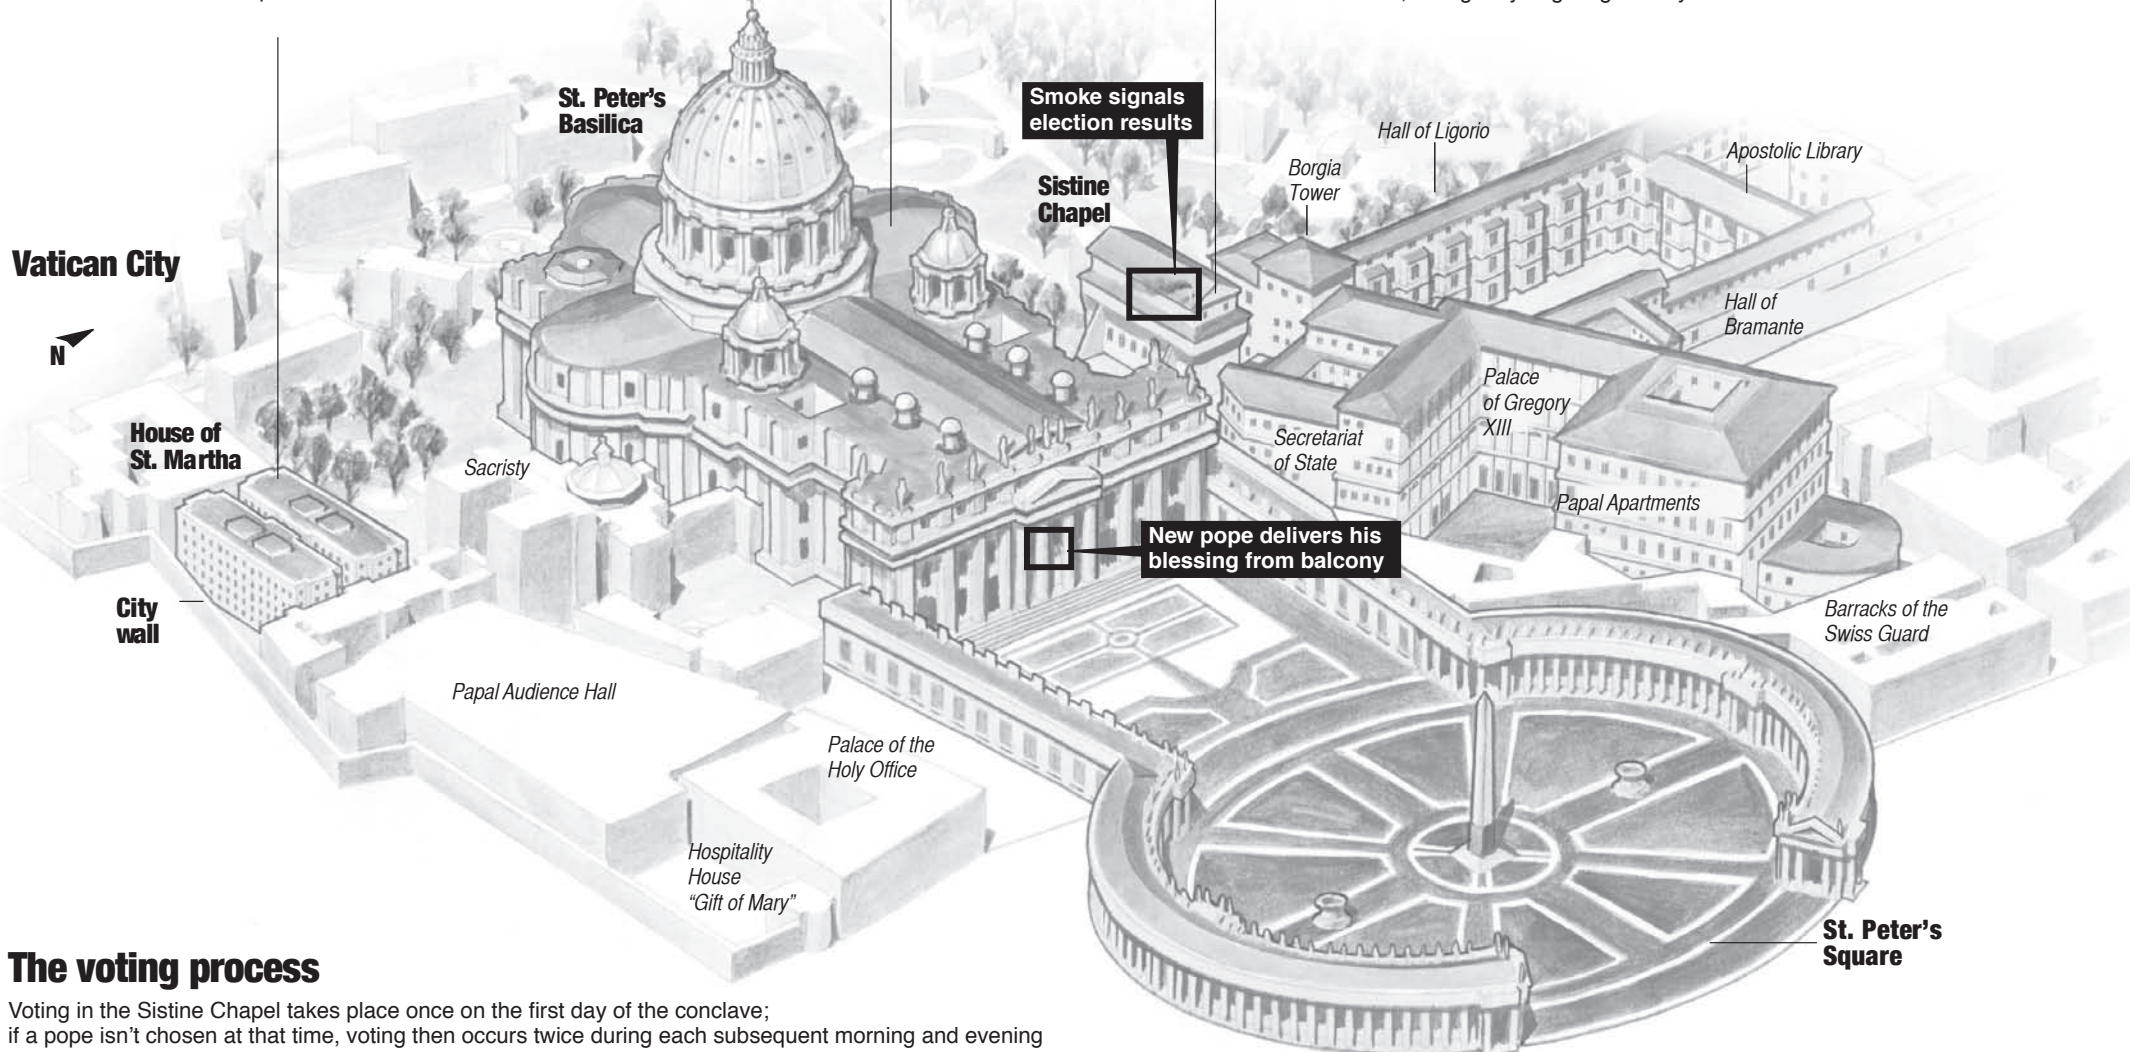 St. Peter's
Basilica
Smoke signals
election results
Hall of Ligorio
Apostolic Library
Borgia
Tower
Sistine
Chapel
Vatican City
N
Hall of
Bramante
Palace
of Gregory
XIII
House of
St. Martha
Secretariat
of State
Sacristy
Papal Apartments
New pope delivers his
blessing from balcony
City
wall
Barracks of the
Swiss Guard
Papal Audience Hall
Palace of the
Holy Office
Hospitality
House
“Gift of Mary”
St. Peter's
Square
The voting process
Voting in the Sistine Chapel takes place once on the first day of the conclave;
if a pope isn't chosen at that time, voting then occurs twice during each subsequent morning and evening